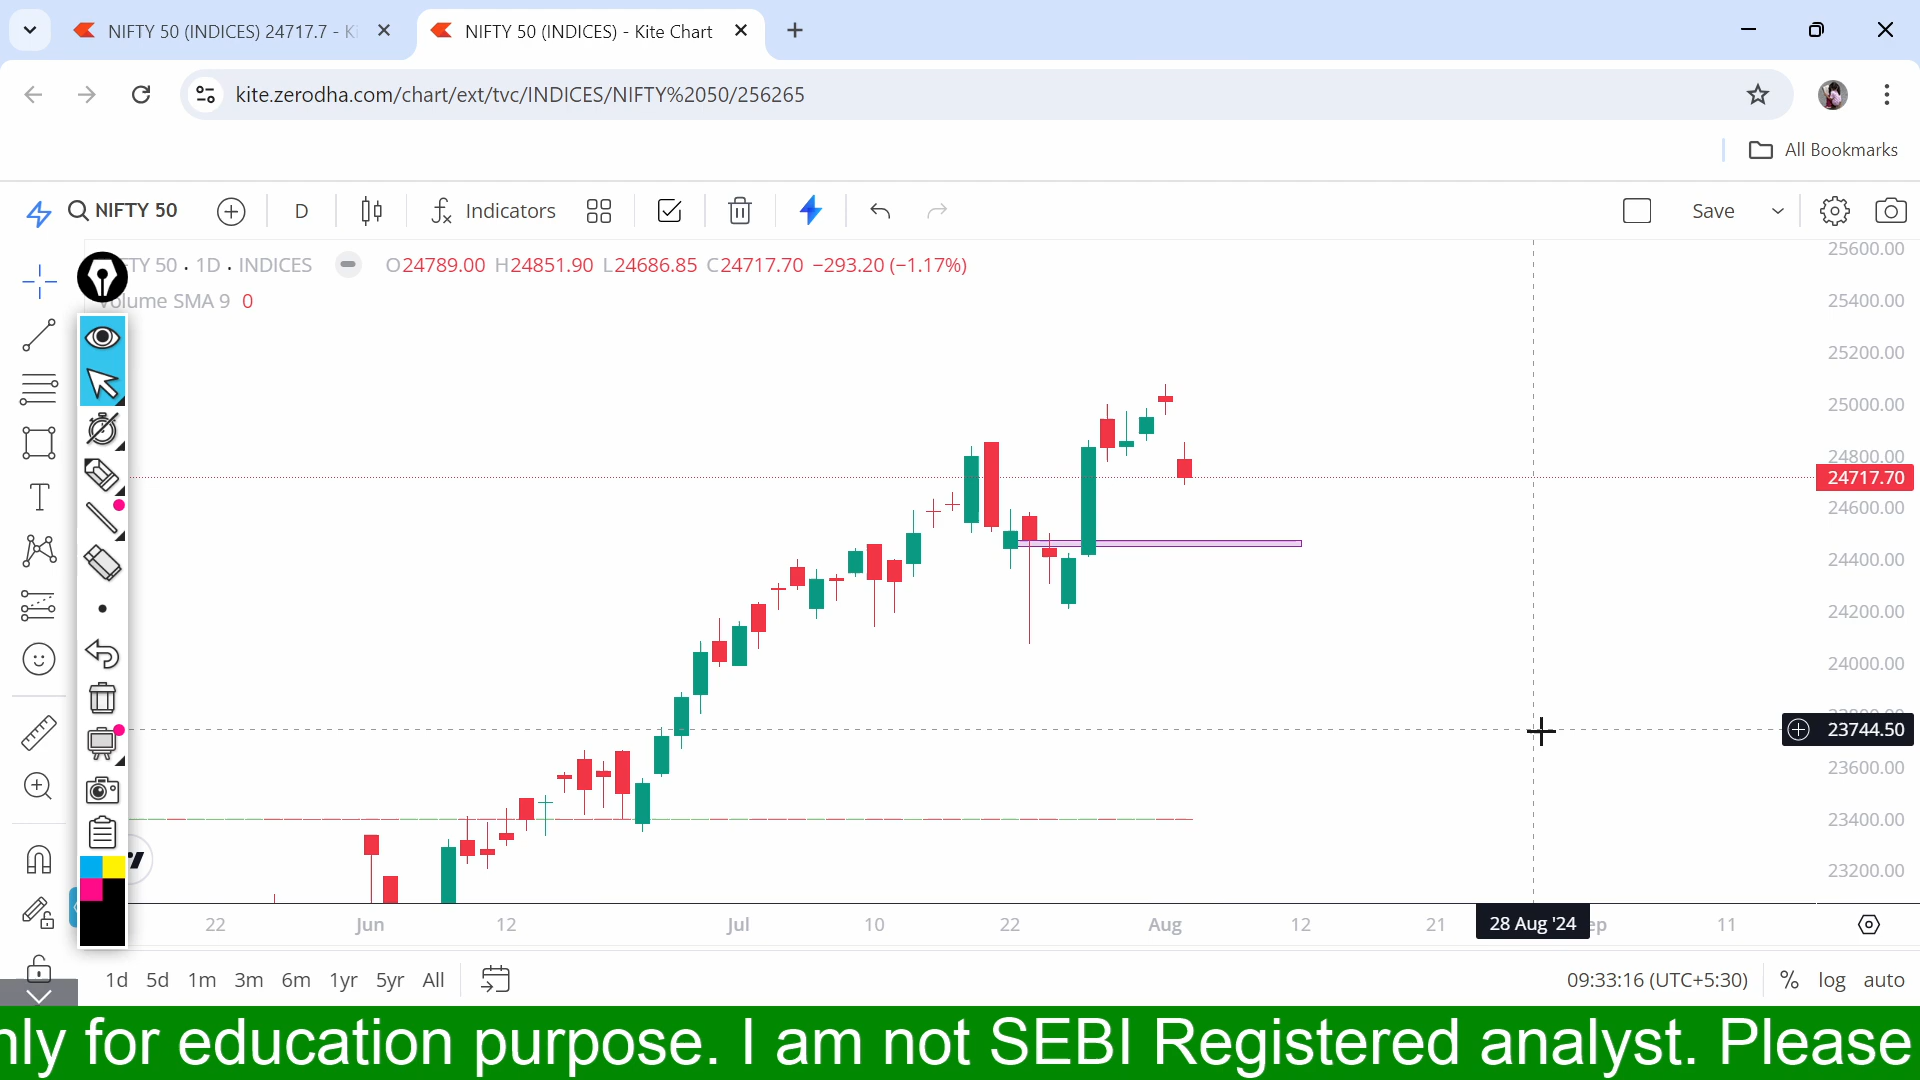 NIFTY 50 (INDICES) 24717.7 - Ki
NIFTY 50 (INDICES) - Kite Chart
kite.zerodha.com/chart/ext/tvc/INDICES/NIFTY%2050/256265
All Bookmarks
NIFTY 50
D
Indicators
Save
TY 50 . 1D . INDICES
O24789.00 H24851.90 L24686.85 C24717.70 −293.20 (−1.17%)
Volume SMA 9 0
25600.00
25400.00
25200.00
25000.00
24800.00
24717.70
24600.00
24400.00
24200.00
24000.00
23744.50
23600.00
23400.00
23200.00
22
Jun
12
Jul
10
22
Aug
12
21
28 Aug '24
ep
11
1d 5d 1m 3m 6m 1yr 5yr All
09:33:16 (UTC+5:30) % log auto
nly for education purpose. I am not SEBI Registered analyst. Please